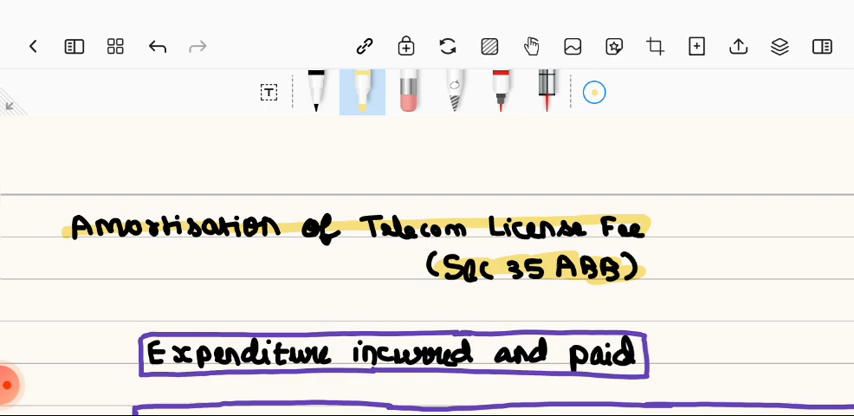 Amortisation of Telecom License Fee
(Sec 35 ABB)
Expenditure incurred and paid